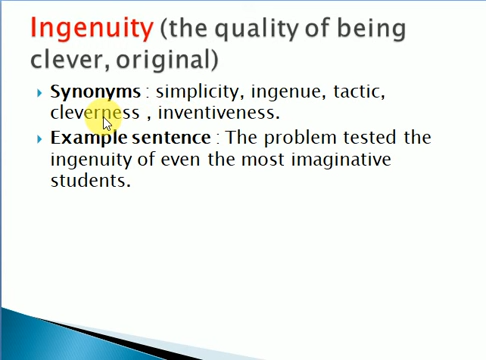 Ingenuity (the quality of being
clever, original)
Synonyms : simplicity, ingenue, tactic,
cleverness , inventiveness.
Example sentence : The problem tested the
ingenuity of even the most imaginative
students.